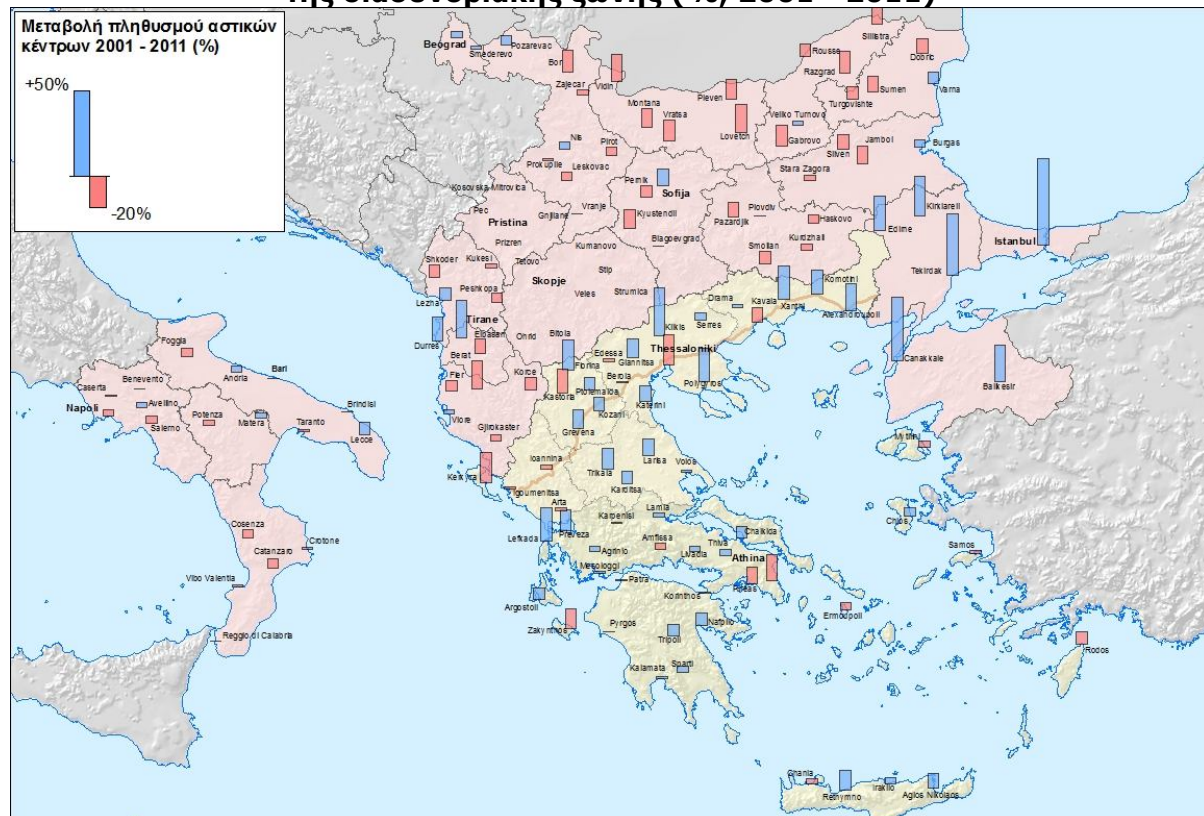 της διασυνοριακής ζώνης (%, 2001 - 2011)
Μεταβολή πληθυσμού αστικών
κέντρων 2001 - 2011 (%)
+50%
-20%
Beograd
Smederevo
Pozarevac
Bor
Zajecar
Vidin
Silistra
Rousse
Razgrad
Dobric
Sumen
Varna
Turgovishte
Montana
Vratsa
Pleven
Lovetch
Veliko Turnovo
Gabrovo
Nis
Pirot
Prokuplje
Leskovac
Sliven
Jambol
Burgas
Stara Zagora
Kosovska Mitrovica
Pernik
Sofija
Pec
Gnjilane
Vranje
Pristina
Kyustendil
Pazardjik
Plovdiv
Haskovo
Edirne
Kirklareli
Istanbul
Prizren
Kumanovo
Blagoevgrad
Smolian
Kurdzhali
Shkoder
Kukesi
Tetovo
Skopje
Stip
Tekirdak
Peshkopa
Lezha
Veles
Strumica
Drama
Kavala
Xanthi
Komotini
Alexandroupoli
Tirane
Durres
Elbasan
Ohrid
Bitola
Kilkis
Serres
Canakkale
Berat
Florina
Edessa
Giannitsa
Thessaloniki
Balikesir
Fier
Korce
Kastoria
Ptolemaida
Beroia
Polygyros
Vlore
Kozani
Katerini
Gjirokaster
Grevena
Foggia
Andria
Bari
Caserta
Benevento
Napoli
Avellino
Salerno
Potenza
Matera
Taranto
Brindisi
Lecce
Kerkyra
Ioannina
Larisa
Trikala
Volos
Mytilini
Igoumenitsa
Karditsa
Arta
Karpenisi
Lamia
Lefkada
Preveza
Chalkida
Chios
Cosenza
Crotone
Catanzaro
Agrinio
Amfissa
Livadia
Thiva
Athina
Samos
Vibo Valentia
Mesologgi
Patra
Pireas
Argostoli
Korinthos
Ermoupoli
Reggio di Calabria
Zakynthos
Pyrgos
Nafplio
Tripoli
Rodos
Kalamata
Sparti
Chania
Rethymno
Iraklio
Agios Nikolaos